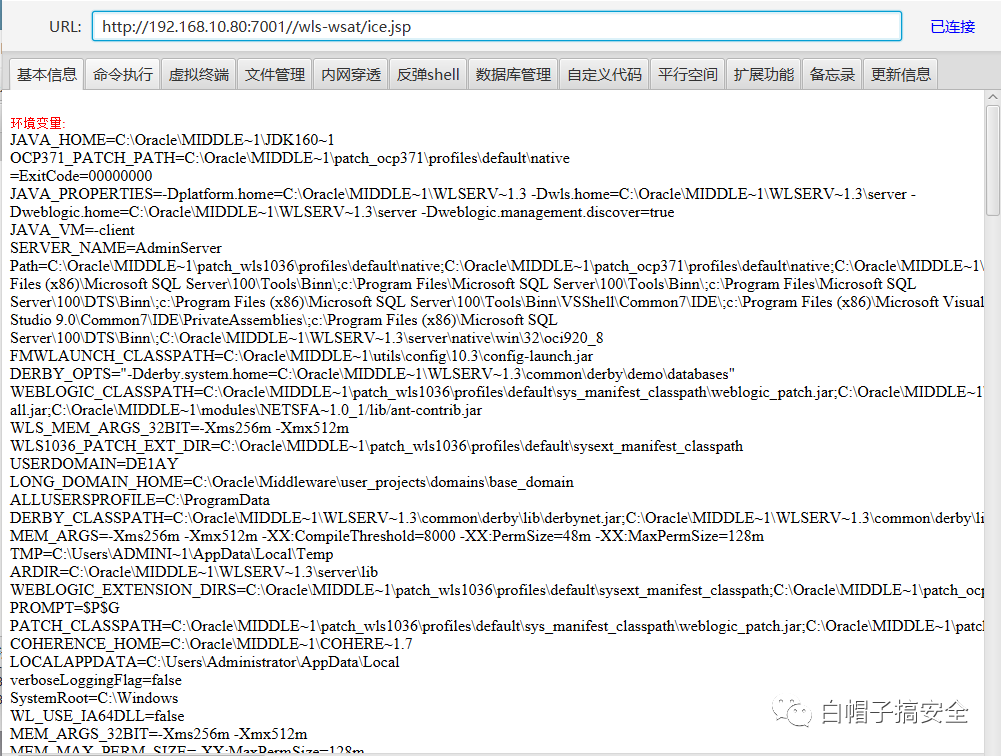 URL: http://192.168.10.80:7001//wls-wsat/ice.jsp 已连接
基本信息 命令执行 虚拟终端 文件管理 内网穿透 反弹shell 数据库管理 自定义代码 平行空间 扩展功能 备忘录 更新信息
环境变量:
JAVA_HOME=C:\Oracle\MIDDLE~1\JDK160~1
OCP371_PATCH_PATH=C:\Oracle\MIDDLE~1\patch_ocp371\profiles\default\native
=ExitCode=00000000
JAVA_PROPERTIES=-Dplatform.home=C:\Oracle\MIDDLE~1\WLSERV~1.3 -Dwls.home=C:\Oracle\MIDDLE~1\WLSERV~1.3\server -
Dweblogic.home=C:\Oracle\MIDDLE~1\WLSERV~1.3\server -Dweblogic.management.discover=true
JAVA_VM=-client
SERVER_NAME=AdminServer
Path=C:\Oracle\MIDDLE~1\patch_wls1036\profiles\default\native;C:\Oracle\MIDDLE~1\patch_ocp371\profiles\default\native;C:\Oracle\MIDDLE~1\
Files (x86)\Microsoft SQL Server\100\Tools\Binn\;c:\Program Files\Microsoft SQL Server\100\Tools\Binn\;c:\Program Files\Microsoft SQL
Server\100\DTS\Binn\;c:\Program Files (x86)\Microsoft SQL Server\100\Tools\Binn\VSShell\Common7\IDE\;c:\Program Files (x86)\Microsoft Visual
Studio 9.0\Common7\IDE\PrivateAssemblies\;c:\Program Files (x86)\Microsoft SQL
Server\100\DTS\Binn\;C:\Oracle\MIDDLE~1\WLSERV~1.3\server\native\win\32\oci920_8
FMWLAUNCH_CLASSPATH=C:\Oracle\MIDDLE~1\utils\config\10.3\config-launch.jar
DERBY_OPTS="-Dderby.system.home=C:\Oracle\MIDDLE~1\WLSERV~1.3\common\derby\demo\databases"
WEBLOGIC_CLASSPATH=C:\Oracle\MIDDLE~1\patch_wls1036\profiles\default\sys_manifest_classpath\weblogic_patch.jar;C:\Oracle\MIDDLE~1\
all.jar;C:\Oracle\MIDDLE~1\modules\NETSFA~1.0_1/lib/ant-contrib.jar
WLS_MEM_ARGS_32BIT=-Xms256m -Xmx512m
WLS1036_PATCH_EXT_DIR=C:\Oracle\MIDDLE~1\patch_wls1036\profiles\default\sysext_manifest_classpath
USERDOMAIN=DE1AY
LONG_DOMAIN_HOME=C:\Oracle\Middleware\user_projects\domains\base_domain
ALLUSERSPROFILE=C:\ProgramData
DERBY_CLASSPATH=C:\Oracle\MIDDLE~1\WLSERV~1.3\common\derby\lib\derbynet.jar;C:\Oracle\MIDDLE~1\WLSERV~1.3\common\derby\li
MEM_ARGS=-Xms256m -Xmx512m -XX:CompileThreshold=8000 -XX:PermSize=48m -XX:MaxPermSize=128m
TMP=C:\Users\ADMINI~1\AppData\Local\Temp
ARDIR=C:\Oracle\MIDDLE~1\WLSERV~1.3\server\lib
WEBLOGIC_EXTENSION_DIRS=C:\Oracle\MIDDLE~1\patch_wls1036\profiles\default\sysext_manifest_classpath;C:\Oracle\MIDDLE~1\patch_ocp
PROMPT=$P$G
PATCH_CLASSPATH=C:\Oracle\MIDDLE~1\patch_wls1036\profiles\default\sys_manifest_classpath\weblogic_patch.jar;C:\Oracle\MIDDLE~1\patch
COHERENCE_HOME=C:\Oracle\MIDDLE~1\COHERE~1.7
LOCALAPPDATA=C:\Users\Administrator\AppData\Local
verboseLoggingFlag=false
SystemRoot=C:\Windows
WL_USE_IA64DLL=false
MEM_ARGS_32BIT=-Xms256m -Xmx512m
MEM_MAX_PERM_SIZE=-XX:MaxPermSize=128m
白帽子搞安全